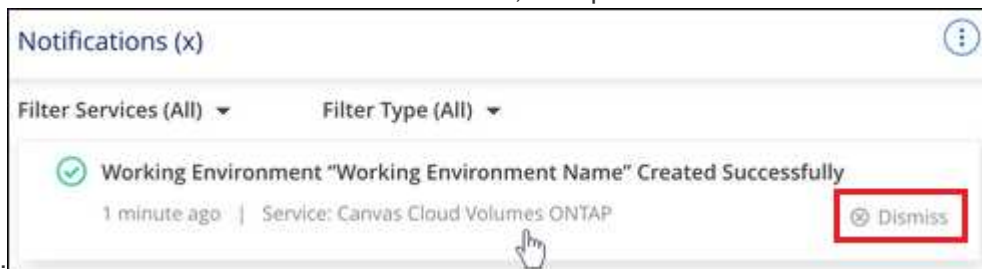 Notifications (x)
Filter Services (All) Filter Type (All)
Working Environment “Working Environment Name” Created Successfully
1 minute ago | Service: Canvas Cloud Volumes ONTAP Dismiss
.